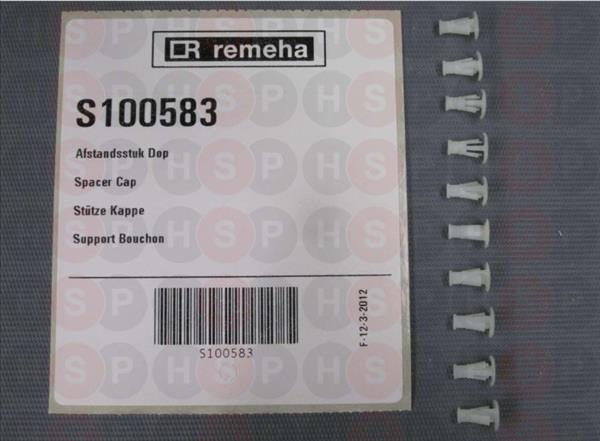 remeha
S100583
Afstandsstuk Dop
Spacer Cap
Stütze Kappe
Support Bouchon
S100583
F-12-3-2012
S P H S